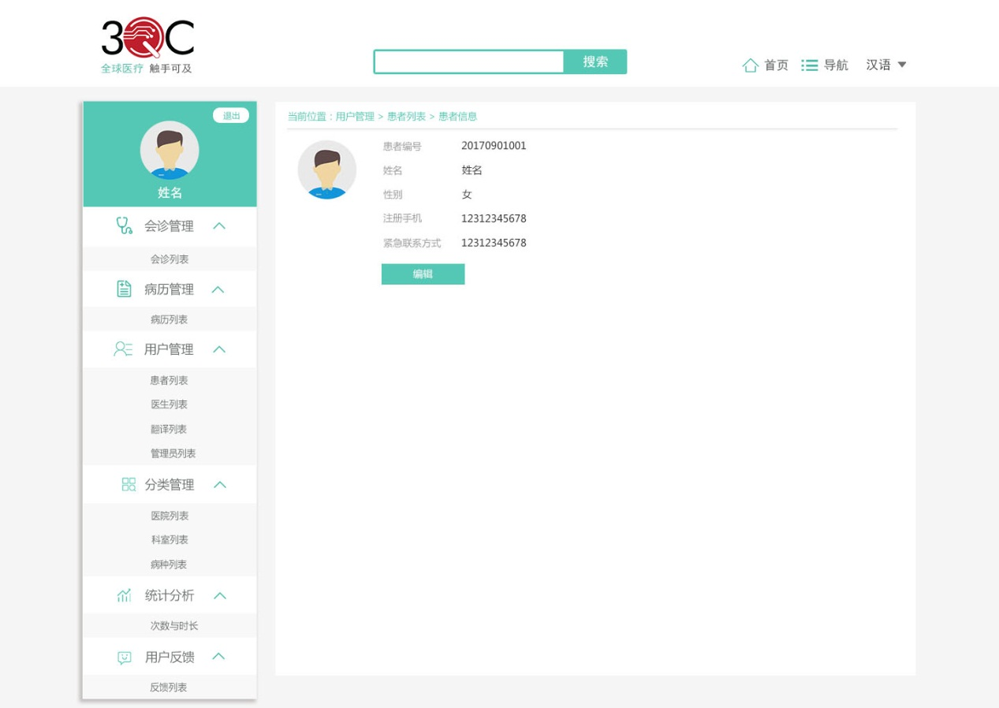 3QC
全球医疗 触手可及
搜索
首页 导航 汉语
退出
姓名
会诊管理
会诊列表
病历管理
病历列表
用户管理
患者列表
医生列表
翻译列表
管理员列表
分类管理
医院列表
科室列表
病种列表
统计分析
次数与时长
用户反馈
反馈列表
当前位置：用户管理 > 患者列表 > 患者信息
患者编号 20170901001
姓名 姓名
性别 女
注册手机 12312345678
紧急联系方式 12312345678
编辑